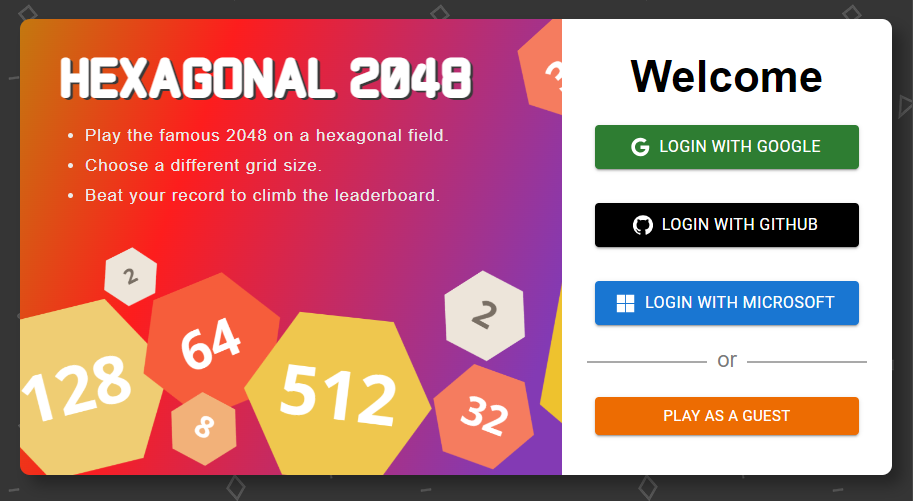 HEXAGONAL 2048
Play the famous 2048 on a hexagonal field.
Choose a different grid size.
Beat your record to climb the leaderboard.
2
128
64
8
512
2
32
Welcome
LOGIN WITH GOOGLE
LOGIN WITH GITHUB
LOGIN WITH MICROSOFT
or
PLAY AS A GUEST